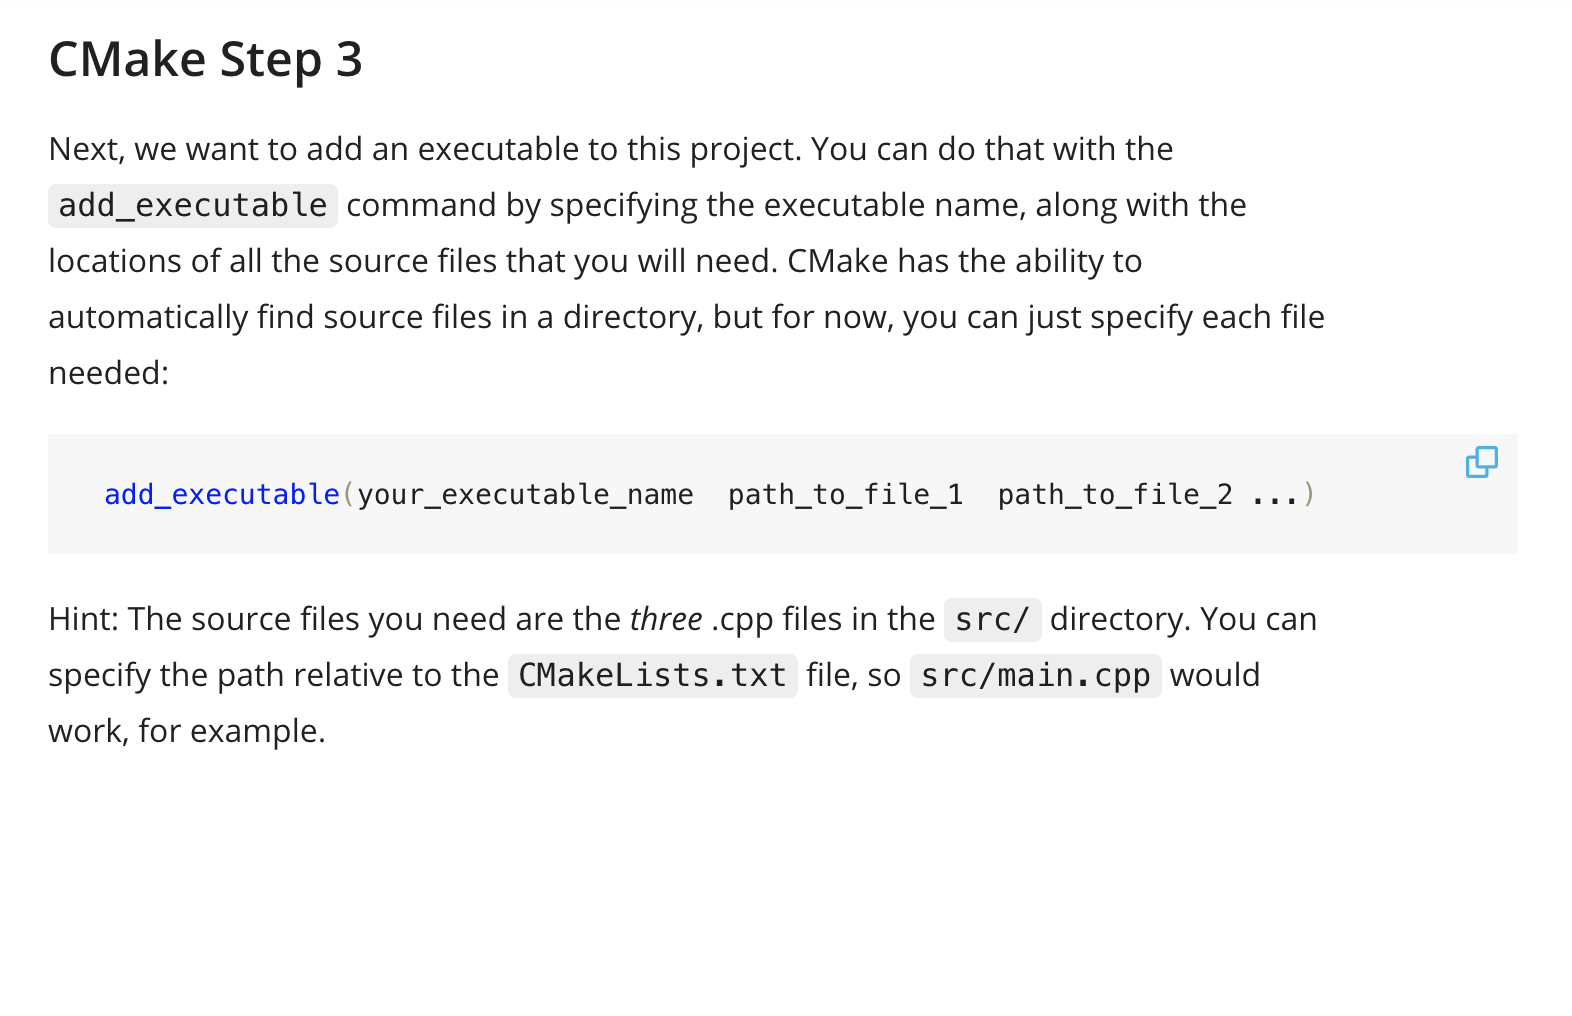 CMake Step 3
Next, we want to add an executable to this project. You can do that with the
add_executable command by specifying the executable name, along with the
locations of all the source files that you will need. CMake has the ability to
automatically find source files in a directory, but for now, you can just specify each file
needed:
add_executable(your_executable_name  path_to_file_1  path_to_file_2 ...)
Hint: The source files you need are the three .cpp files in the src/ directory. You can
specify the path relative to the CMakeLists.txt file, so src/main.cpp would
work, for example.